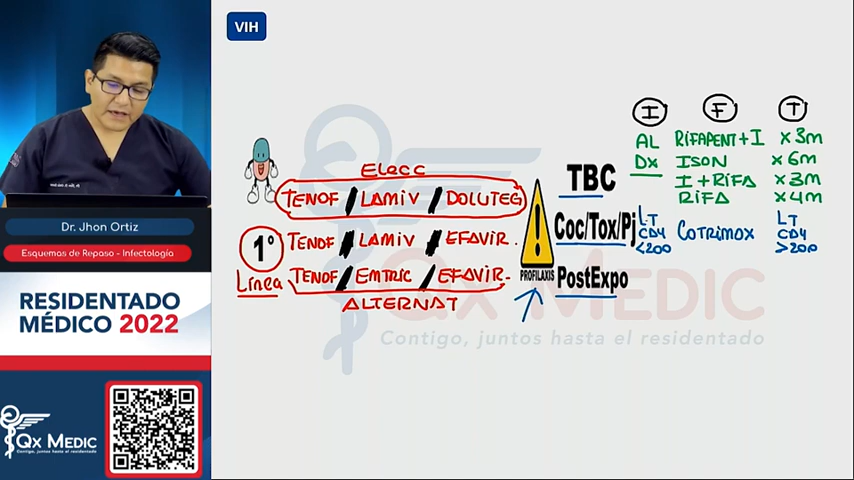 VIH
Elecc
TENOF / LAMIV / DOLUTEG
1° TENOF / LAMIV / EFAVIR.
Línea TENOF / EMTRIC / EFAVIR.
ALTERNAT
I F T
TBC
AL RIFAPENT + I x 3m
DX ISON x 6m
I + RIFA x 3m
RIFA x 4m
Coc/Tox/Pj LT CD4 <200 COTRIMOX LT CD4 >200
PROFILAXIS
PostExpo
QX MEDIC
Contigo, juntos hasta el residentado
Dr. Jhon Ortiz
Esquemas de Repaso - Infectología
RESIDENTADO
MÉDICO 2022
QX MEDIC
Contigo, juntos hasta el residentado